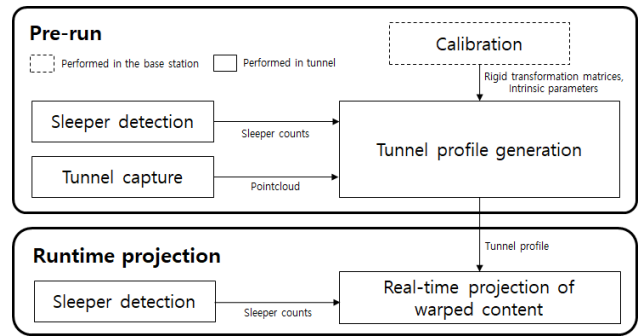 Pre-run
Calibration
Performed in the base station
Performed in tunnel
Rigid transformation matrices,
Intrinsic parameters
Sleeper detection
Sleeper counts
Tunnel profile generation
Tunnel capture
Pointcloud
Tunnel profile
Runtime projection
Sleeper detection
Sleeper counts
Real-time projection of
warped content